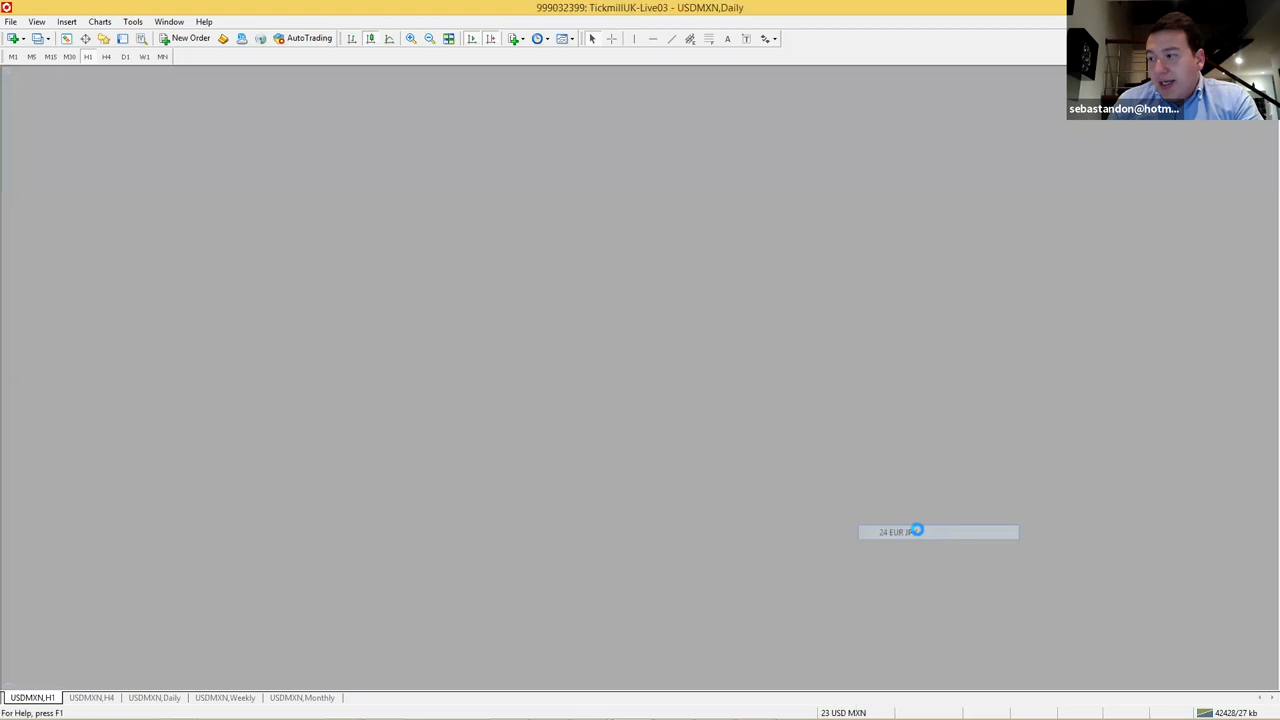 999032399: TickmillUK-Live03 - USDMXN,Daily
File View Insert Charts Tools Window Help
New Order AutoTrading
M1 M5 M15 M30 H1 H4 D1 W1 MN
sebastandon@hotm...
24 EUR
USDMXN,H1 USDMXN,H4 USDMXN,Daily USDMXN,Weekly USDMXN,Monthly
For Help, press F1 23 USD MXN 42428/27 kb